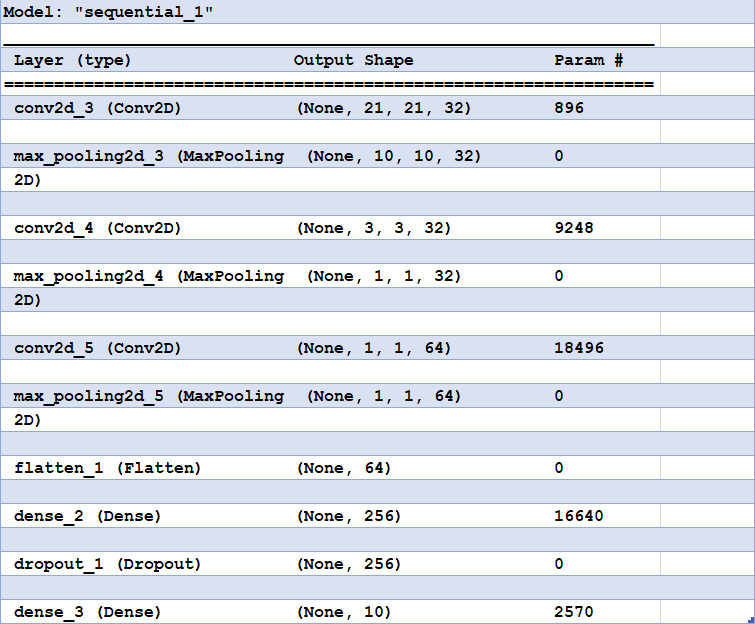 Model: "sequential_1"
_________________________________________________________________
Layer (type) Output Shape Param #
=================================================================
conv2d_3 (Conv2D) (None, 21, 21, 32) 896
max_pooling2d_3 (MaxPooling (None, 10, 10, 32) 0
2D)
conv2d_4 (Conv2D) (None, 3, 3, 32) 9248
max_pooling2d_4 (MaxPooling (None, 1, 1, 32) 0
2D)
conv2d_5 (Conv2D) (None, 1, 1, 64) 18496
max_pooling2d_5 (MaxPooling (None, 1, 1, 64) 0
2D)
flatten_1 (Flatten) (None, 64) 0
dense_2 (Dense) (None, 256) 16640
dropout_1 (Dropout) (None, 256) 0
dense_3 (Dense) (None, 10) 2570